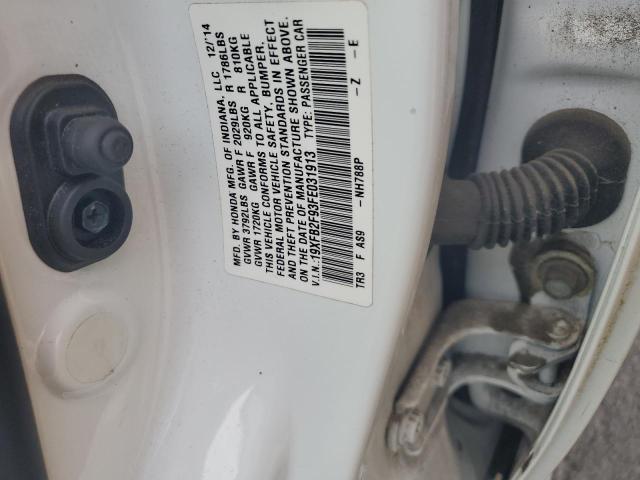 MFD. BY HONDA MFG. OF INDIANA, LLC 12/'14
GVWR 3792LBS GAWR F 2029LBS R 1786LBS
GVWR 1720KG GAWR F 920KG R 810KG
THIS VEHICLE CONFORMS TO ALL APPLICABLE
FEDERAL MOTOR VEHICLE SAFETY, BUMPER,
AND THEFT PREVENTION STANDARDS IN EFFECT
ON THE DATE OF MANUFACTURE SHOWN ABOVE.
V.I.N.:19XFB2F93FE031913 TYPE: PASSENGER CAR
TR3 F AS9 -NH788P -Z -E